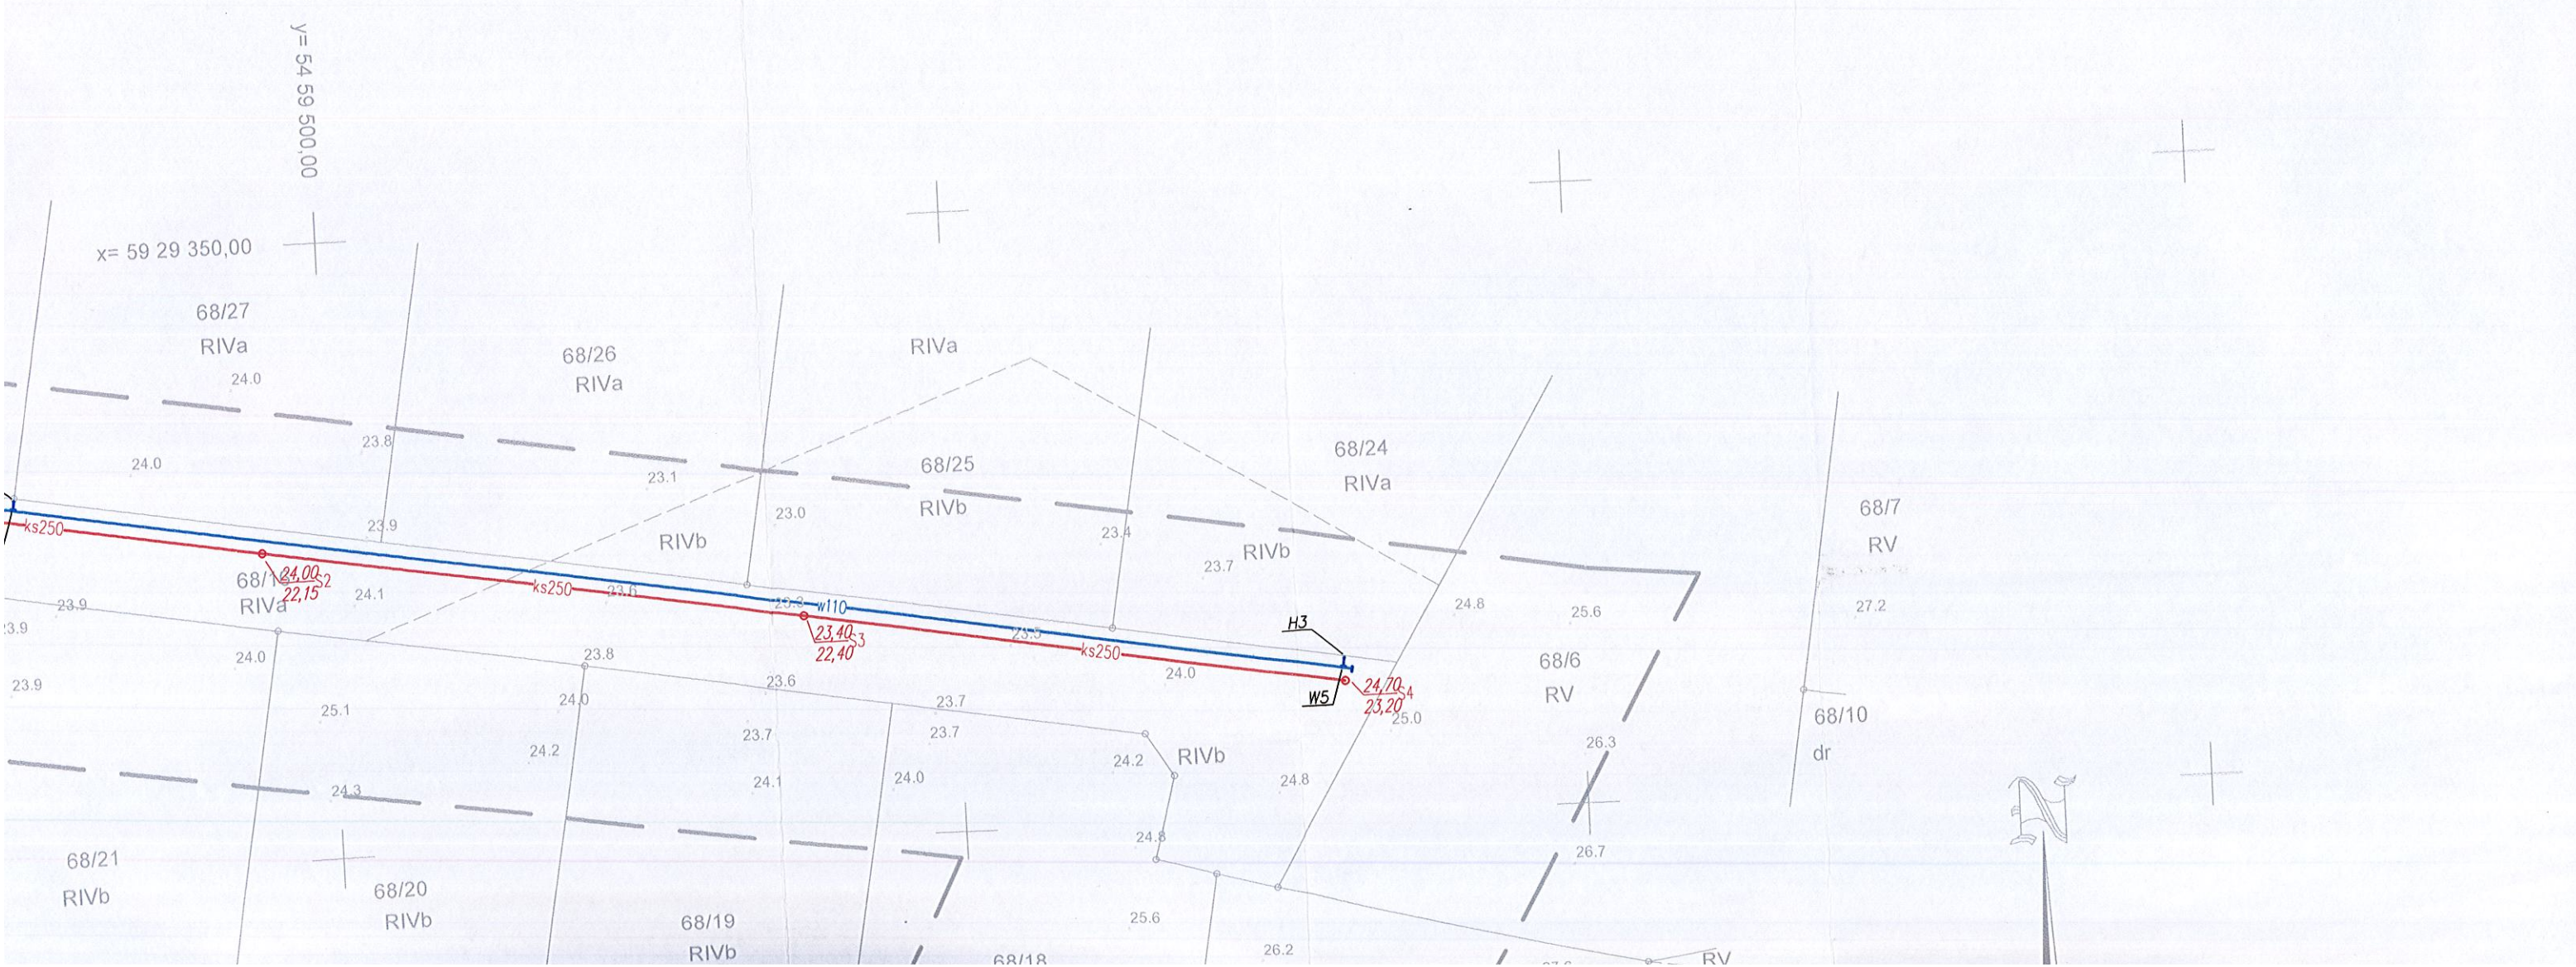 y= 54 59 500,00
x= 59 29 350,00
68/27
RIVa
24.0
68/26
RIVa
RIVa
23.8
24.0
23.1
68/25
RIVb
68/24
RIVa
23.0
23.4
23.7
RIVb
RIVb
68/7
RV
27.2
ks250
23.9
24,00 S2
22,15
RIVa
24.1
23.9
23.9
ks250
23.6
w110
23,40 S3
22,40
23.5
ks250
24.0
H3
W5
24,70 S4
23,20
25.0
24.8
25.6
68/6
RV
26.3
68/10
dr
24.0
23.8
23.9
25.1
24.0
23.6
23.7
23.7
23.7
24.2
24.2
RIVb
24.1
24.0
24.8
24.3
24.8
26.7
N
68/21
RIVb
68/20
RIVb
68/19
RIVb
68/18
25.6
26.2
RV